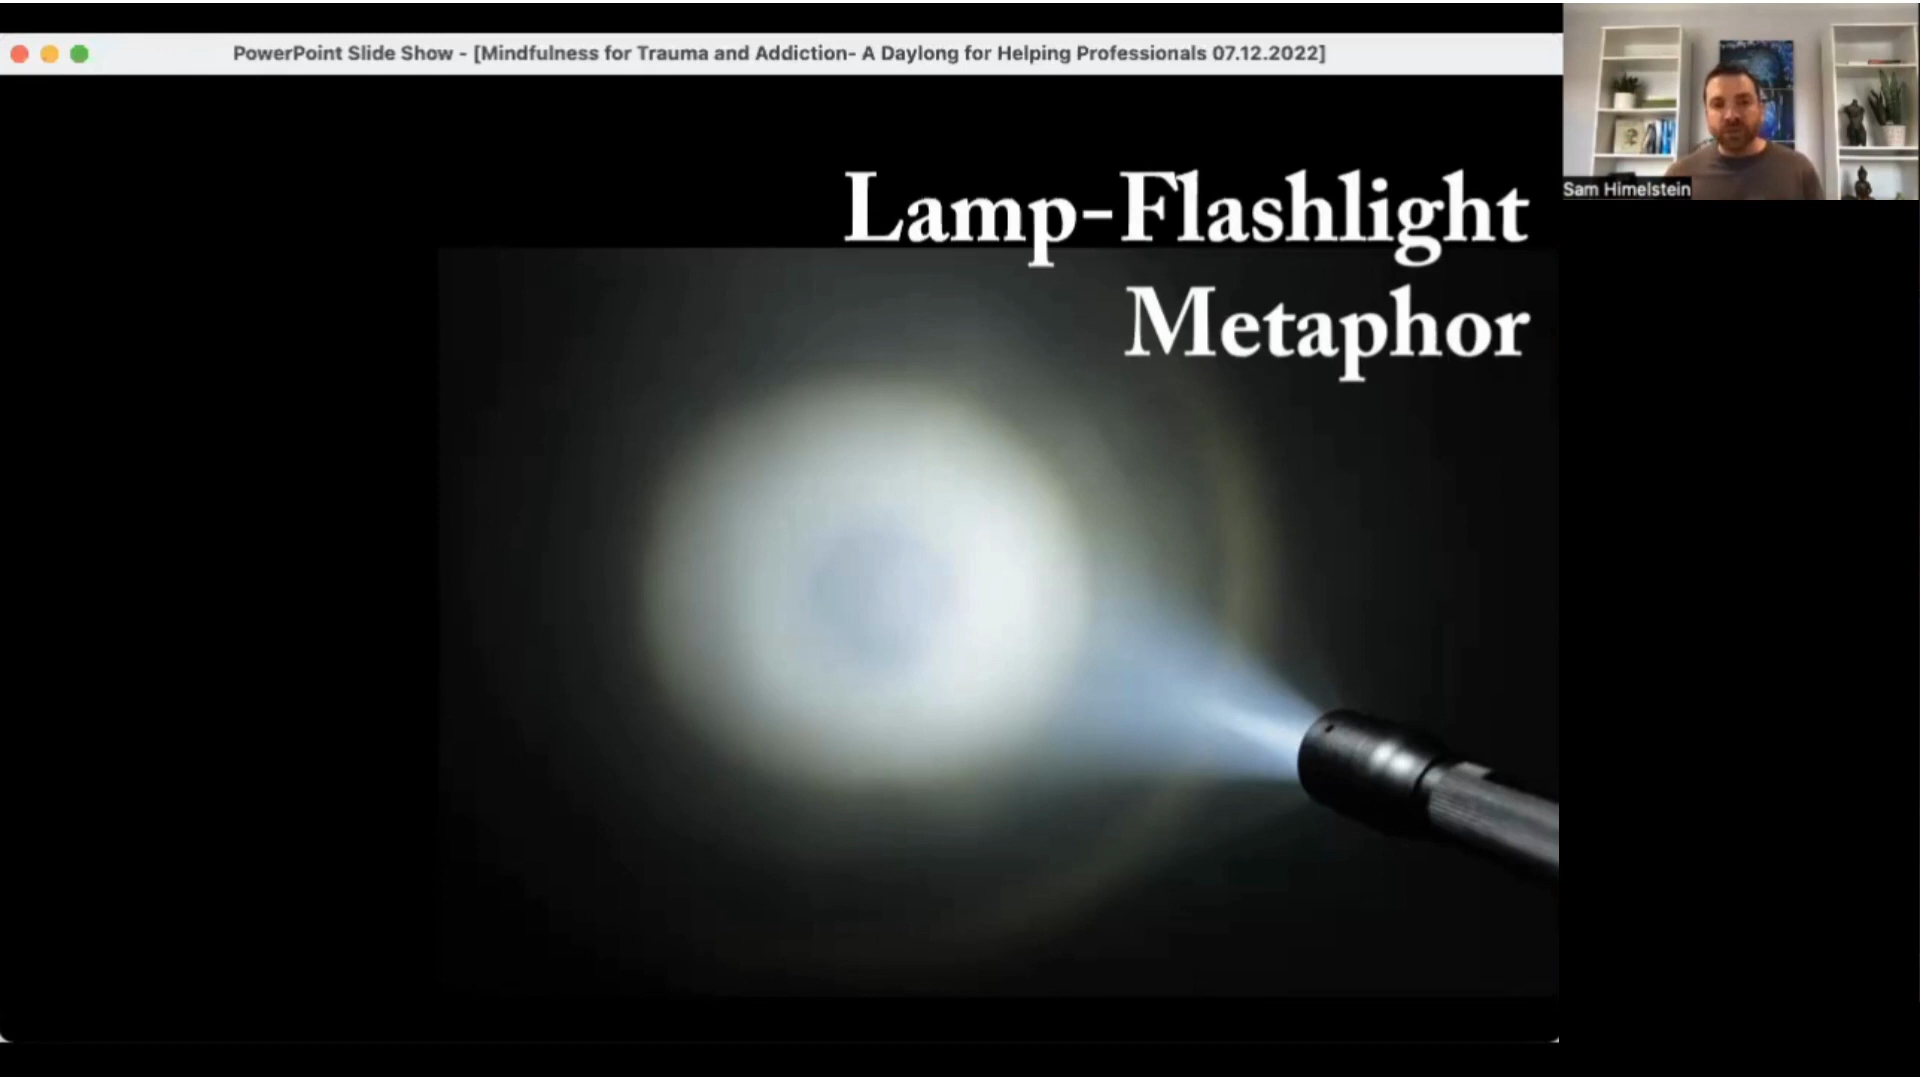 PowerPoint Slide Show - [Mindfulness for Trauma and Addiction- A Daylong for Helping Professionals 07.12.2022]
Lamp-Flashlight
Metaphor
Sam Himelstein